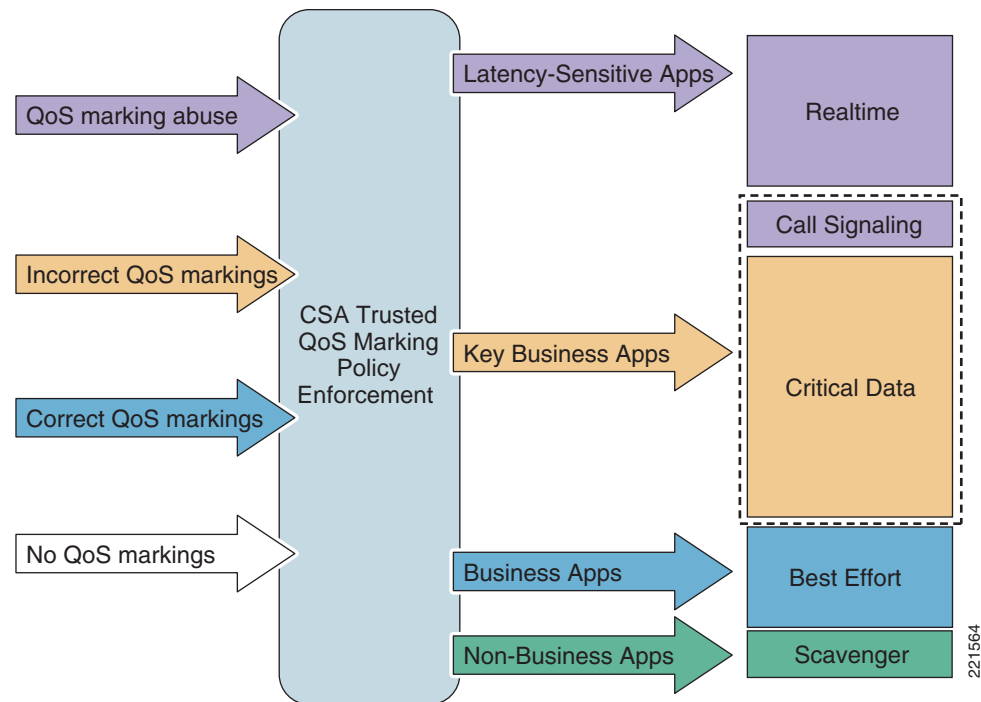 QoS marking abuse
Incorrect QoS markings
Correct QoS markings
No QoS markings
CSA Trusted
QoS Marking
Policy
Enforcement
Latency-Sensitive Apps
Key Business Apps
Business Apps
Non-Business Apps
Realtime
Call Signaling
Critical Data
Best Effort
Scavenger
221564